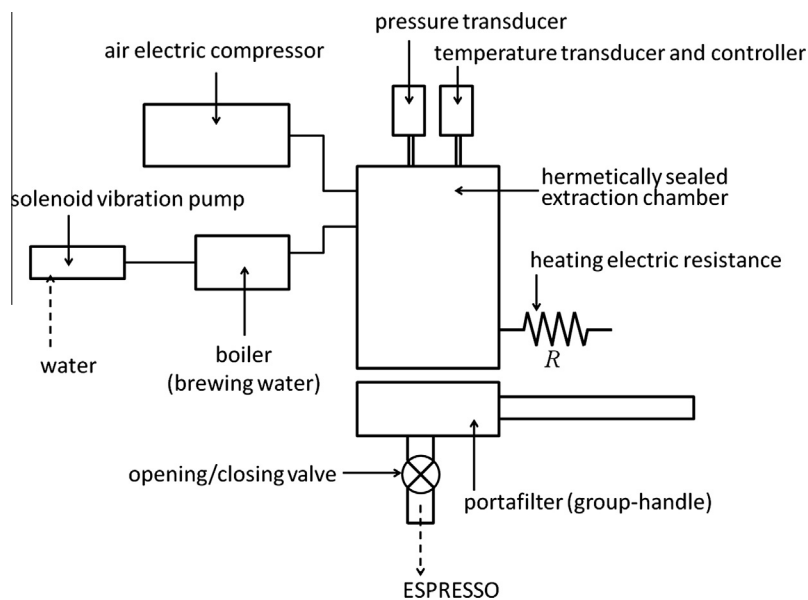 pressure transducer
air electric compressor
temperature transducer and controller
hermetically sealed
extraction chamber
solenoid vibration pump
heating electric resistance
R
water
boiler
(brewing water)
opening/closing valve
portafilter (group-handle)
ESPRESSO